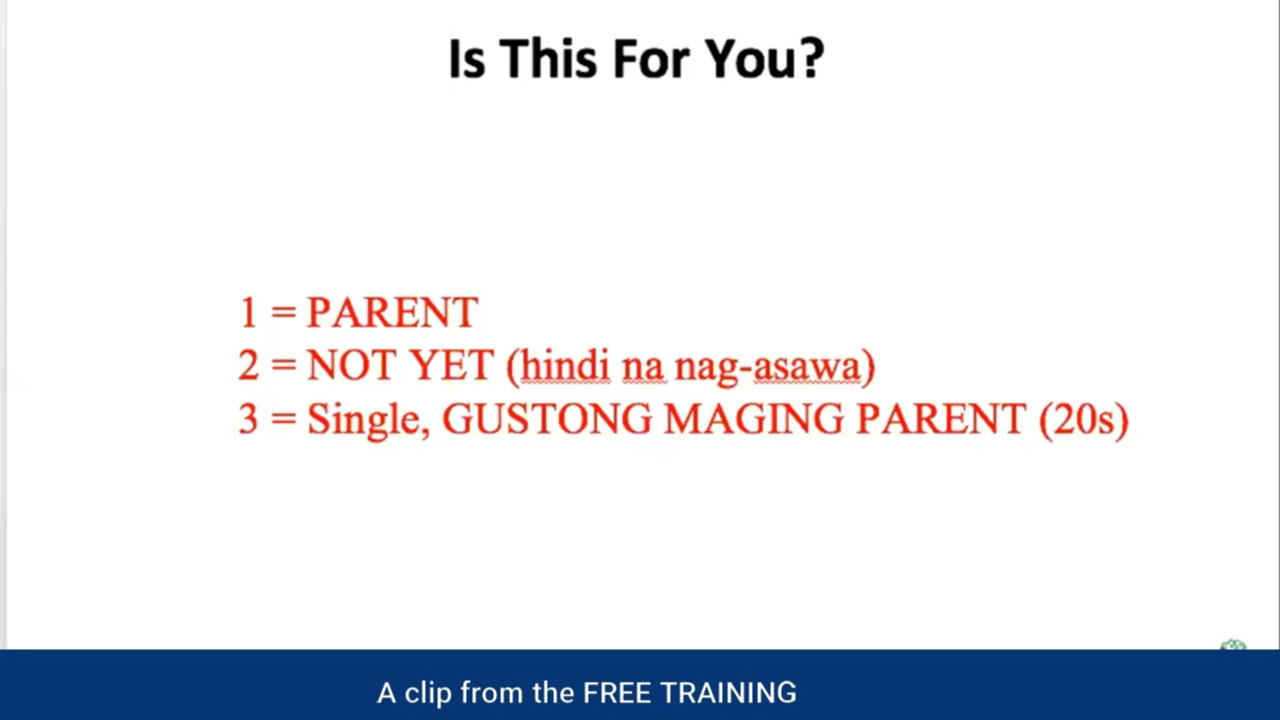 Is This For You?
1 = PARENT
2 = NOT YET (hindi na nag-asawa)
3 = Single, GUSTONG MAGING PARENT (20s)
A clip from the FREE TRAINING